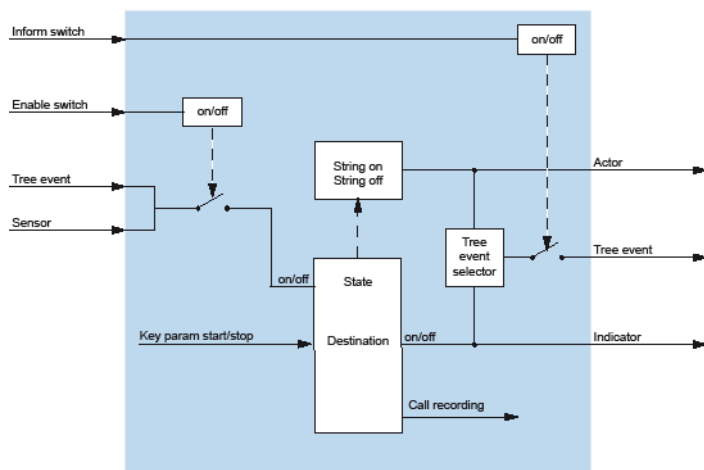 Inform switch
on/off
Enable switch
on/off
String on
String off
Actor
Tree event
Sensor
Tree
event
selector
Tree event
on/off
State
Key param start/stop
Destination
on/off
Indicator
Call recording